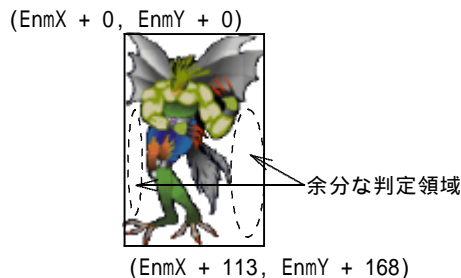 (EnmX + 0, EnmY + 0)
余分な判定領域
(EnmX + 113, EnmY + 168)